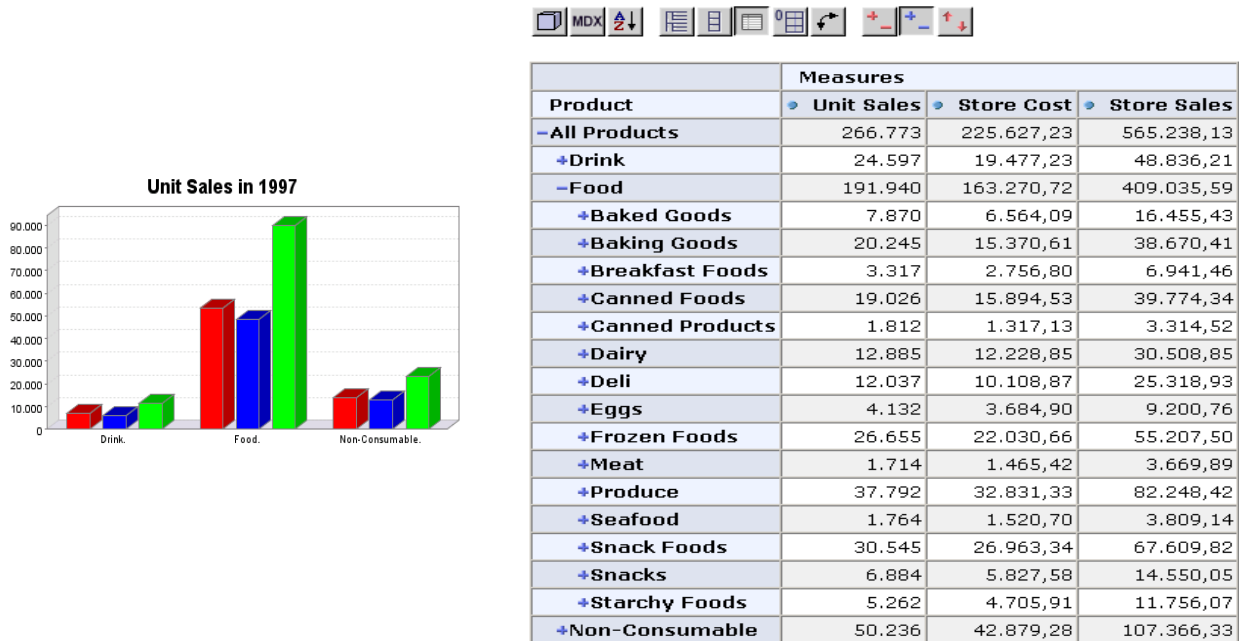 MDX A Z 0
Unit Sales in 1997
90.000
80.000
70.000
60.000
50.000
40.000
30.000
20.000
10.000
0
Drink. Food. Non-Consumable.
Measures
Product Unit Sales Store Cost Store Sales
All Products 266.773 225.627,23 565.238,13
Drink 24.597 19.477,23 48.836,21
Food 191.940 163.270,72 409.035,59
Baked Goods 7.870 6.564,09 16.455,43
Baking Goods 20.245 15.370,61 38.670,41
Breakfast Foods 3.317 2.756,80 6.941,46
Canned Foods 19.026 15.894,53 39.774,34
Canned Products 1.812 1.317,13 3.314,52
Dairy 12.885 12.228,85 30.508,85
Deli 12.037 10.108,87 25.318,93
Eggs 4.132 3.684,90 9.200,76
Frozen Foods 26.655 22.030,66 55.207,50
Meat 1.714 1.465,42 3.669,89
Produce 37.792 32.831,33 82.248,42
Seafood 1.764 1.520,70 3.809,14
Snack Foods 30.545 26.963,34 67.609,82
Snacks 6.884 5.827,58 14.550,05
Starchy Foods 5.262 4.705,91 11.756,07
Non-Consumable 50.236 42.879,28 107.366,33